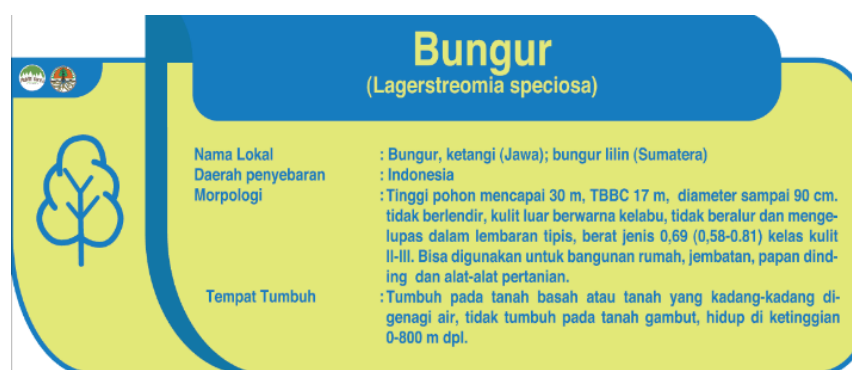 Bungur
(Lagerstreomia speciosa)
Nama Lokal : Bungur, ketangi (Jawa); bungur lilin (Sumatera)
Daerah penyebaran : Indonesia
Morpologi : Tinggi pohon mencapai 30 m, TBBC 17 m, diameter sampai 90 cm.
tidak berlendir, kulit luar berwarna kelabu, tidak beralur dan menge-
lupas dalam lembaran tipis, berat jenis 0,69 (0,58-0.81) kelas kulit
II-III. Bisa digunakan untuk bangunan rumah, jembatan, papan dind-
ing dan alat-alat pertanian.
Tempat Tumbuh : Tumbuh pada tanah basah atau tanah yang kadang-kadang di-
genagi air, tidak tumbuh pada tanah gambut, hidup di ketinggian
0-800 m dpl.